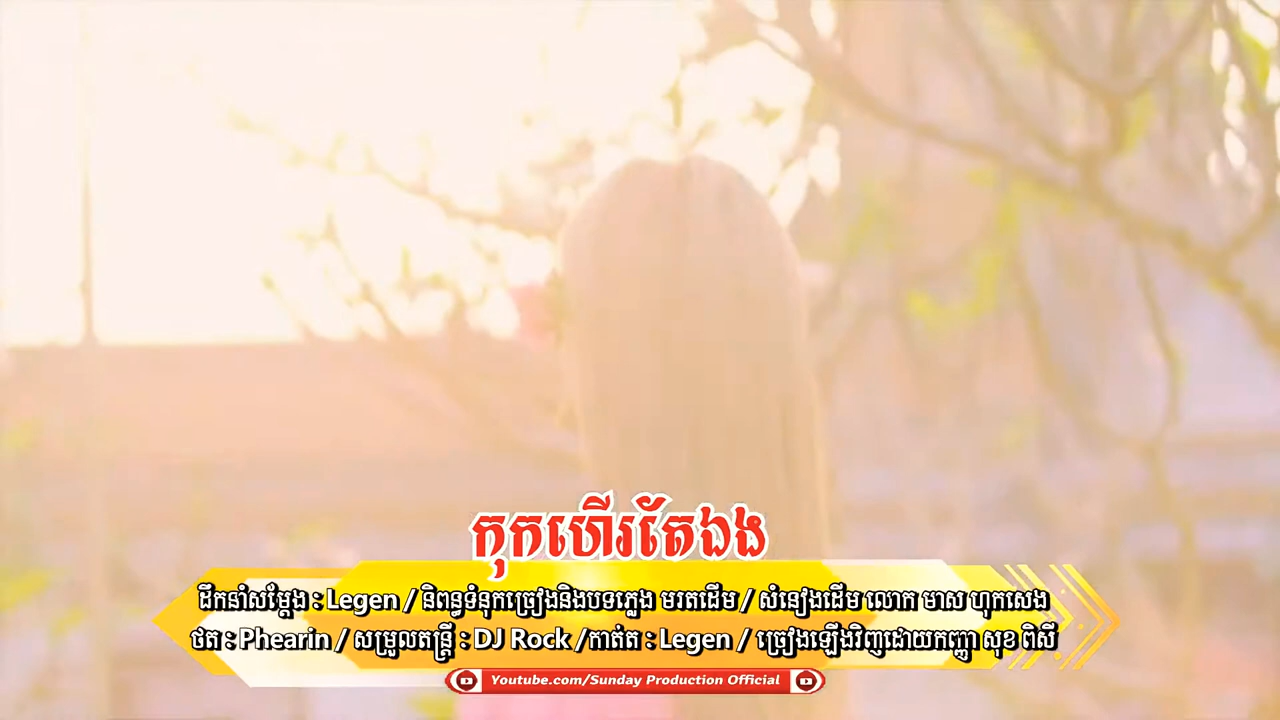 កុកហើរតែឯង
ដឹកនាំសម្តែង : Legen / និពន្ធទំនុកច្រៀងនិងបទភ្លេង មរតដើម / សំនៀងដើម លោក មាស ហុកសេង
ថត : Phearin / សម្រួលតន្ត្រី : DJ Rock /កាត់ត : Legen / ច្រៀងឡើងវិញដោយកញ្ញា សុខ ពិសី
Youtube.com/Sunday Production Official